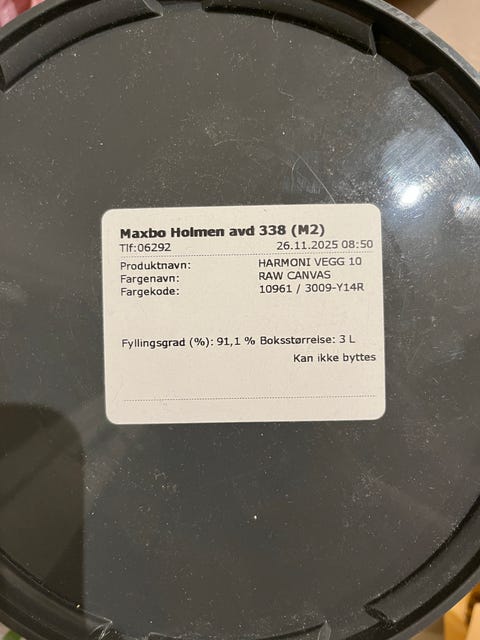 Maxbo Holmen avd 338 (M2)
Tlf:06292 26.11.2025 08:50
Produktnavn: HARMONI VEGG 10
Fargenavn: RAW CANVAS
Fargekode: 10961 / 3009-Y14R
Fyllingsgrad (%): 91,1 % Boksstørrelse: 3 L
Kan ikke byttes